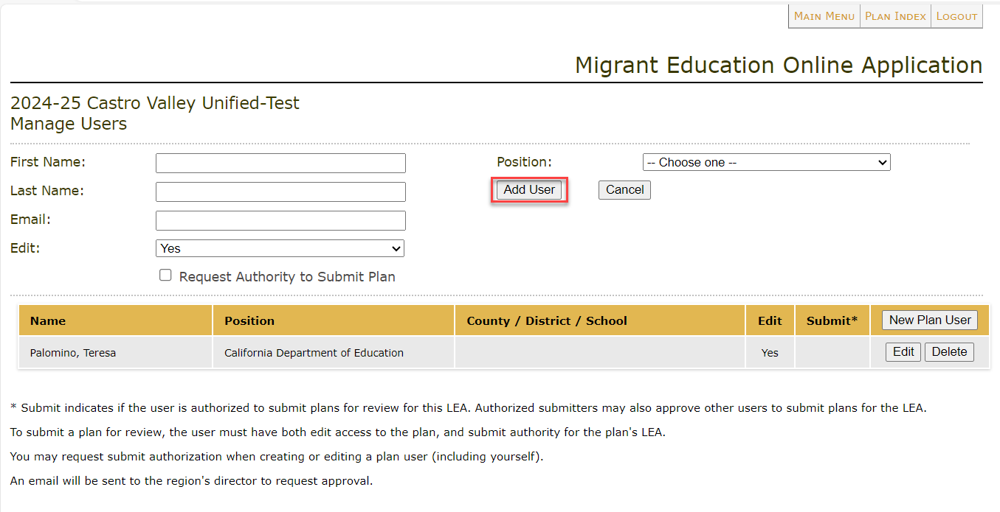 Main Menu Plan Index Logout
Migrant Education Online Application
2024-25 Castro Valley Unified-Test
Manage Users
First Name: Position: -- Choose one --
Last Name: Add User Cancel
Email:
Edit: Yes
Request Authority to Submit Plan
Name Position County / District / School Edit Submit* New Plan User
Palomino, Teresa California Department of Education Yes Edit Delete
* Submit indicates if the user is authorized to submit plans for review for this LEA. Authorized submitters may also approve other users to submit plans for the LEA.
To submit a plan for review, the user must have both edit access to the plan, and submit authority for the plan's LEA.
You may request submit authorization when creating or editing a plan user (including yourself).
An email will be sent to the region's director to request approval.